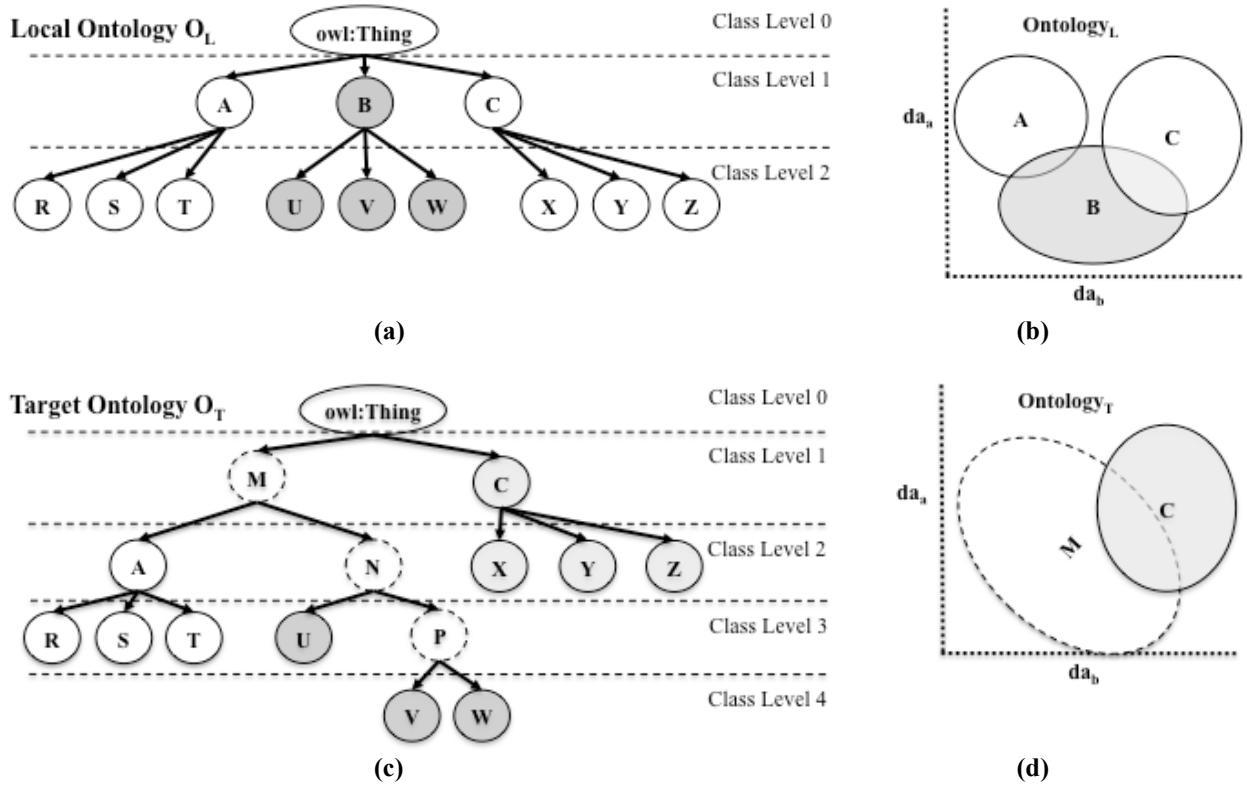 Local Ontology O_L
owl:Thing
Class Level 0
A
B
C
Class Level 1
R
S
T
U
V
W
X
Y
Z
Class Level 2
(a)
Ontology_L
da_a
A
C
B
da_b
(b)
Target Ontology O_T
owl:Thing
Class Level 0
M
C
Class Level 1
A
N
X
Y
Z
Class Level 2
R
S
T
U
P
Class Level 3
V
W
Class Level 4
(c)
Ontology_T
da_a
C
M
da_b
(d)